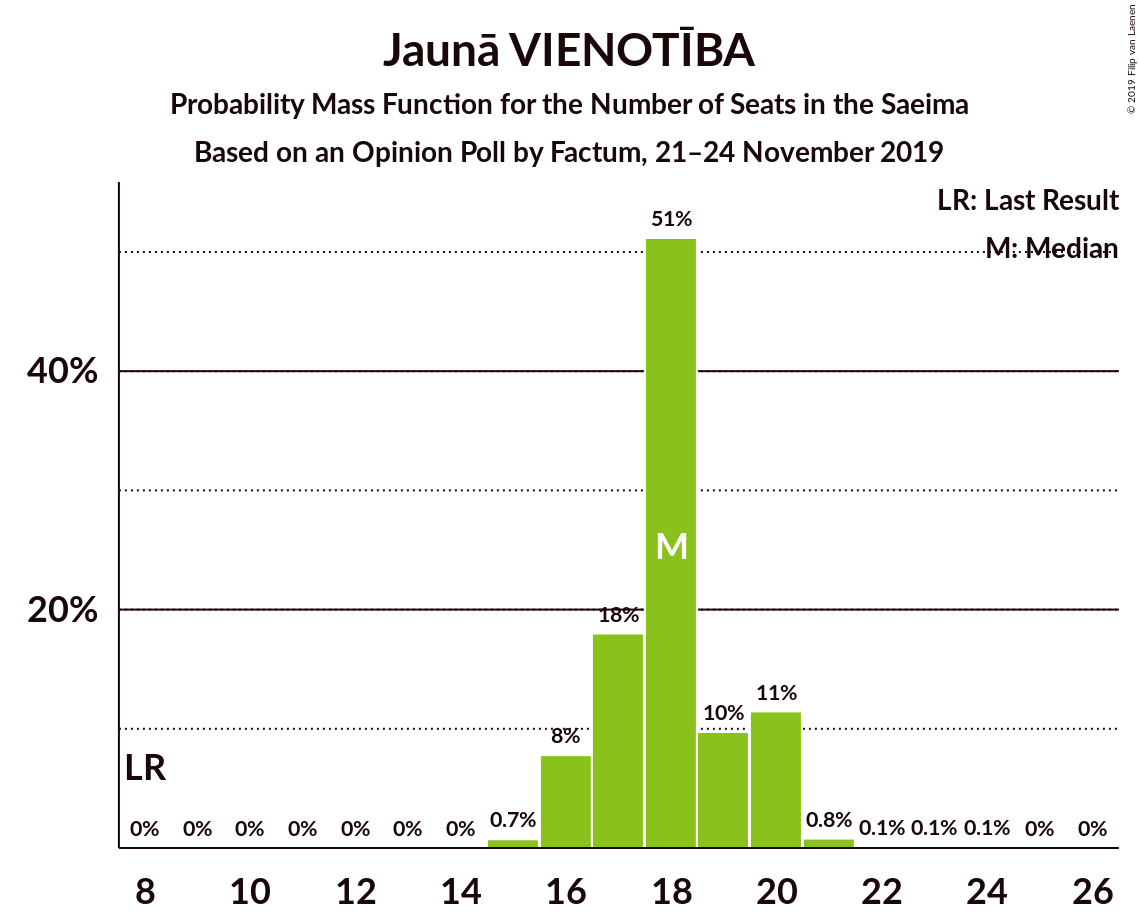 Jaunā VIENOTĪBA
Probability Mass Function for the Number of Seats in the Saeima
Based on an Opinion Poll by Factum, 21–24 November 2019
© 2019 Filip van Laenen
LR: Last Result
M: Median
51%
40%
M
20%
18%
11%
10%
8%
LR
0% 0% 0% 0% 0% 0% 0% 0.7% 0.8% 0.1% 0.1% 0.1% 0% 0%
8 10 12 14 16 18 20 22 24 26